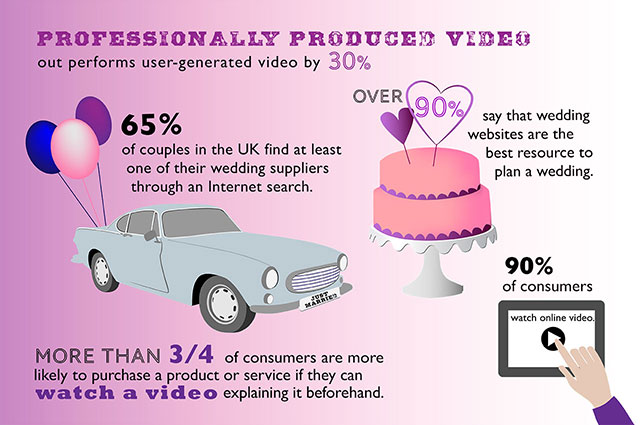 PROFESSIONALLY PRODUCED VIDEO
out performs user-generated video by 30%
65%
of couples in the UK find at least
one of their wedding suppliers
through an Internet search.
OVER 90%
say that wedding
websites are the
best resource to
plan a wedding.
JUST
MARRIED
90%
of consumers
watch online video.
MORE THAN 3/4 of consumers are more
likely to purchase a product or service if they can
watch a video explaining it beforehand.